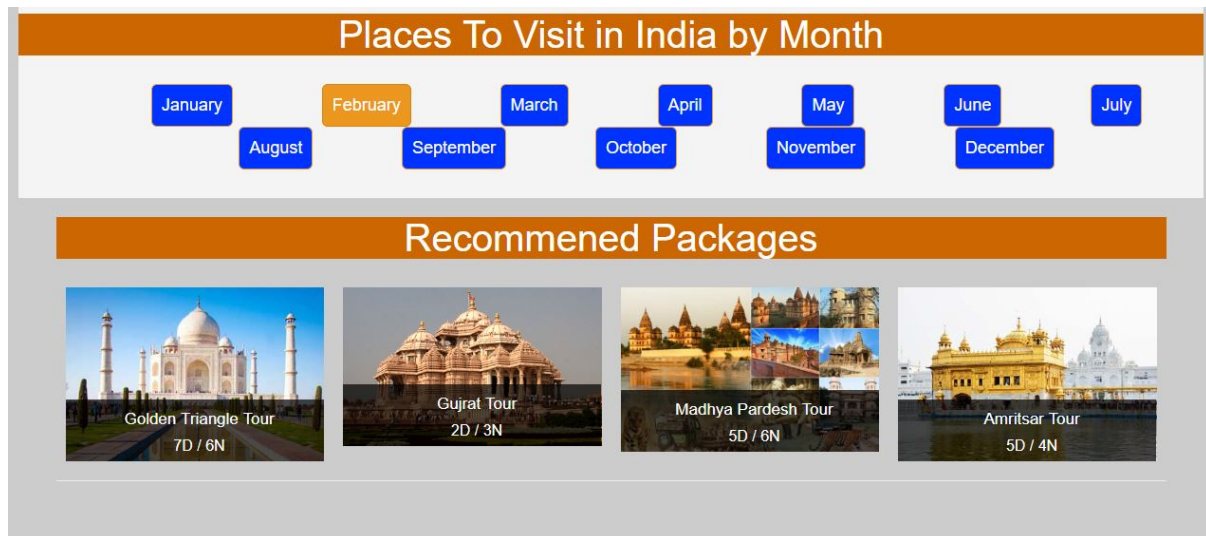 Places To Visit in India by Month
January February March April May June July
August September October November December
Recommened Packages
Golden Triangle Tour
7D / 6N
Gujrat Tour
2D / 3N
Madhya Pardesh Tour
5D / 6N
Amritsar Tour
5D / 4N